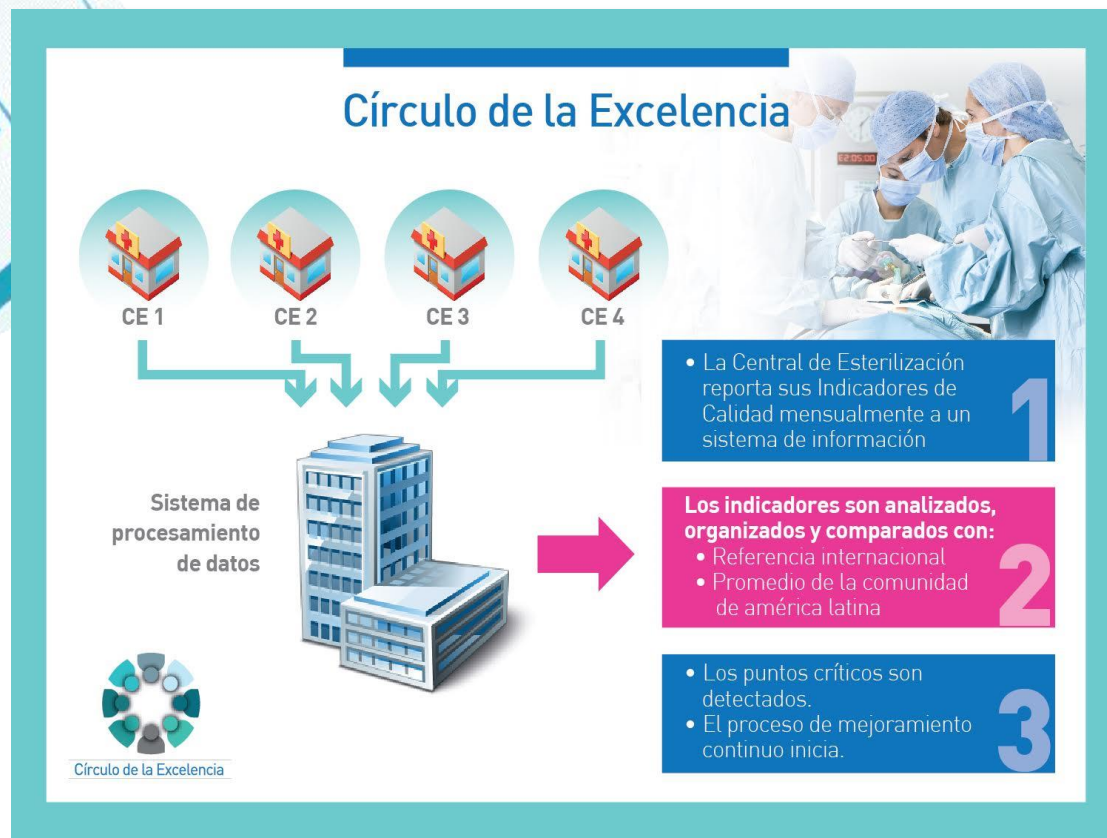 Círculo de la Excelencia
CE 1
CE 2
CE 3
CE 4
Sistema de
procesamiento
de datos
• La Central de Esterilización
reporta sus Indicadores de
Calidad mensualmente a un
sistema de información
1
Los indicadores son analizados,
organizados y comparados con:
• Referencia internacional
• Promedio de la comunidad
de américa latina
2
• Los puntos críticos son
detectados.
• El proceso de mejoramiento
continuo inicia.
3
Círculo de la Excelencia